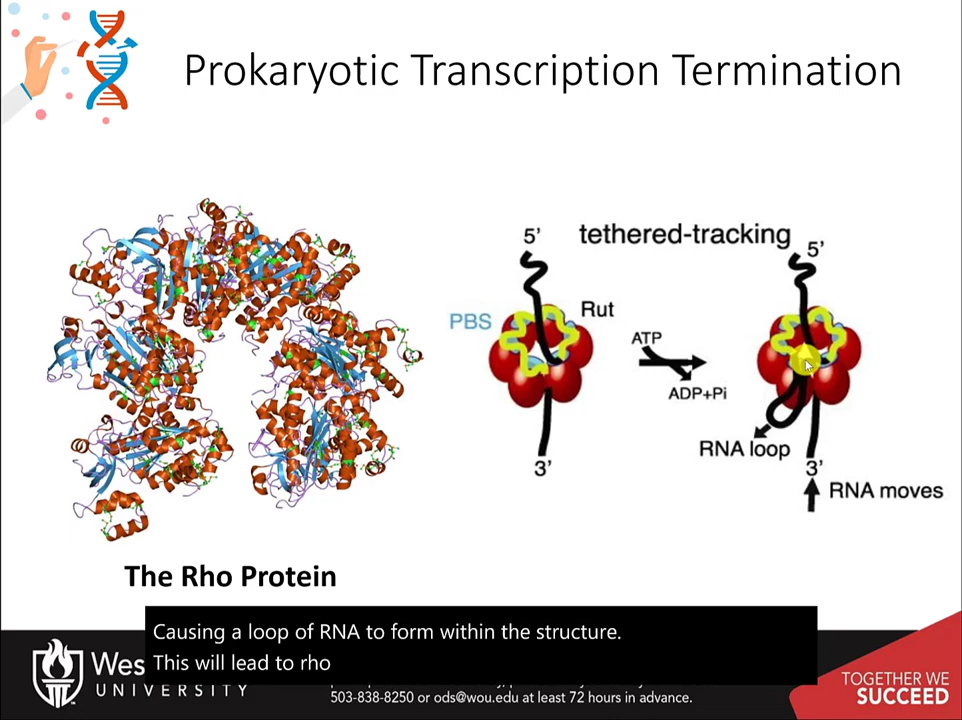 Prokaryotic Transcription Termination
5'
tethered-tracking
5'
PBS
Rut
ATP
ADP+Pi
RNA loop
3'
3'
RNA moves
The Rho Protein
Causing a loop of RNA to form within the structure.
This will lead to rho
Wes
UNIVERSITY
503-838-8250 or ods@wou.edu at least 72 hours in advance.
TOGETHER WE
SUCCEED